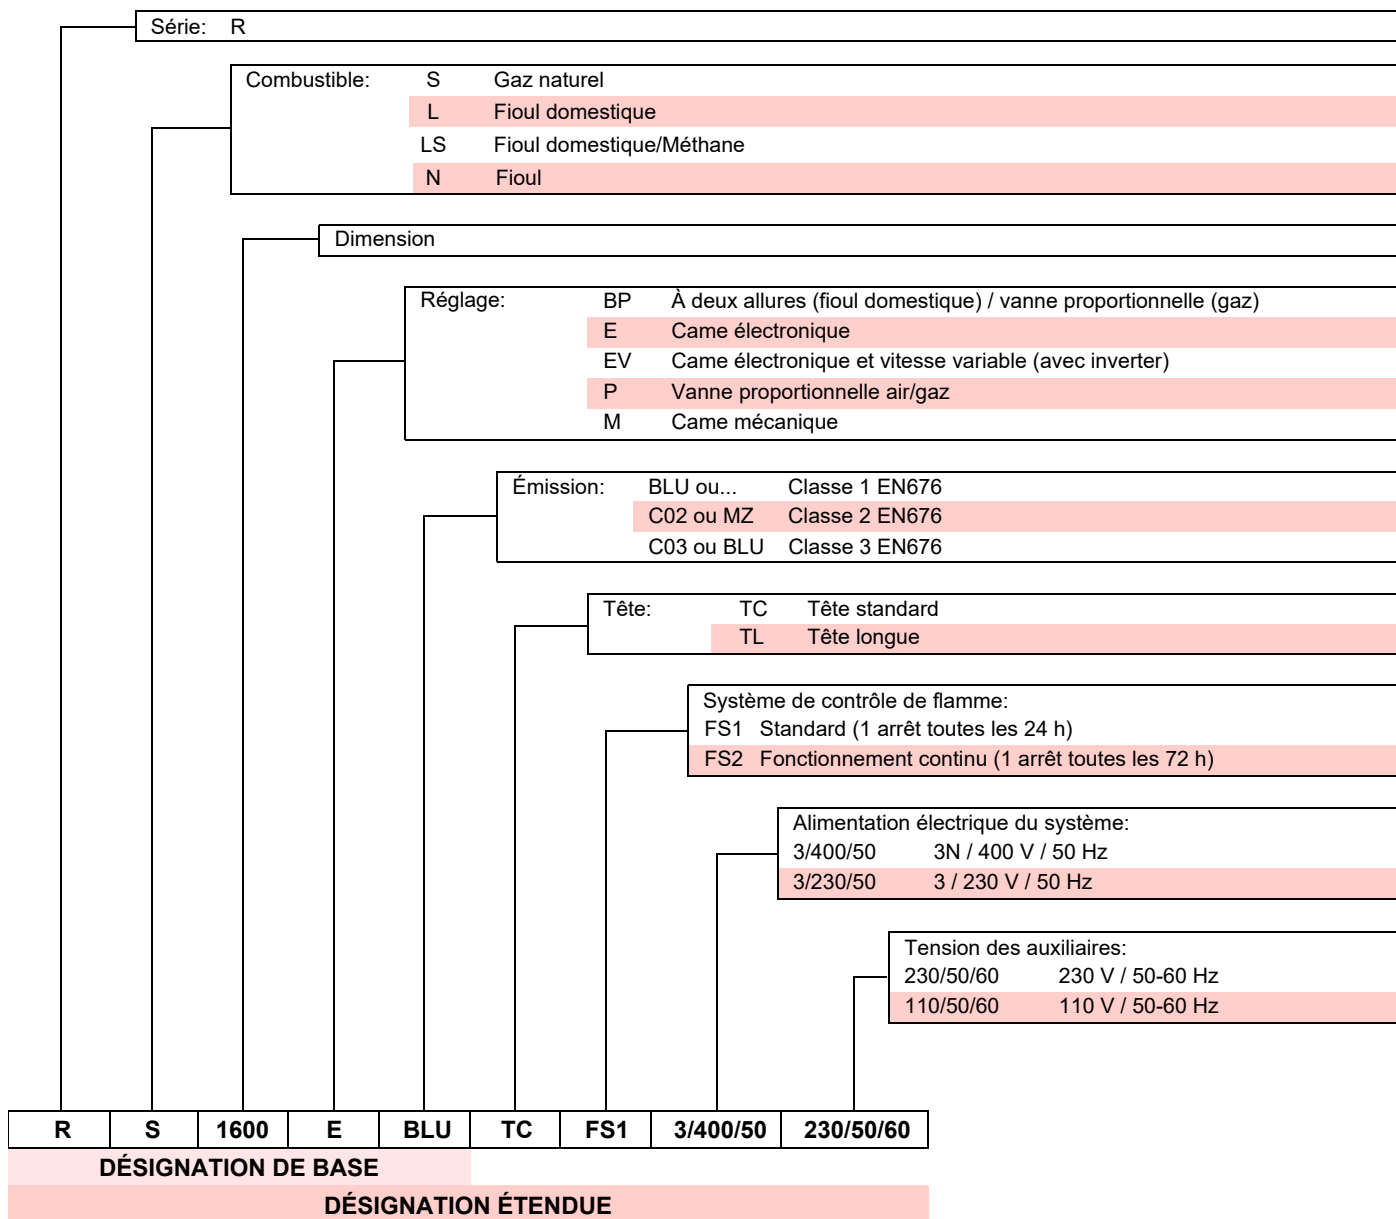 Série: R
Combustible: S Gaz naturel
L Fioul domestique
LS Fioul domestique/Méthane
N Fioul
Dimension
Réglage: BP À deux allures (fioul domestique) / vanne proportionnelle (gaz)
E Came électronique
EV Came électronique et vitesse variable (avec inverter)
P Vanne proportionnelle air/gaz
M Came mécanique
Émission: BLU ou... Classe 1 EN676
C02 ou MZ Classe 2 EN676
C03 ou BLU Classe 3 EN676
Tête: TC Tête standard
TL Tête longue
Système de contrôle de flamme:
FS1 Standard (1 arrêt toutes les 24 h)
FS2 Fonctionnement continu (1 arrêt toutes les 72 h)
Alimentation électrique du système:
3/400/50 3N / 400 V / 50 Hz
3/230/50 3 / 230 V / 50 Hz
Tension des auxiliaires:
230/50/60 230 V / 50-60 Hz
110/50/60 110 V / 50-60 Hz
R S 1600 E BLU TC FS1 3/400/50 230/50/60
DÉSIGNATION DE BASE
DÉSIGNATION ÉTENDUE